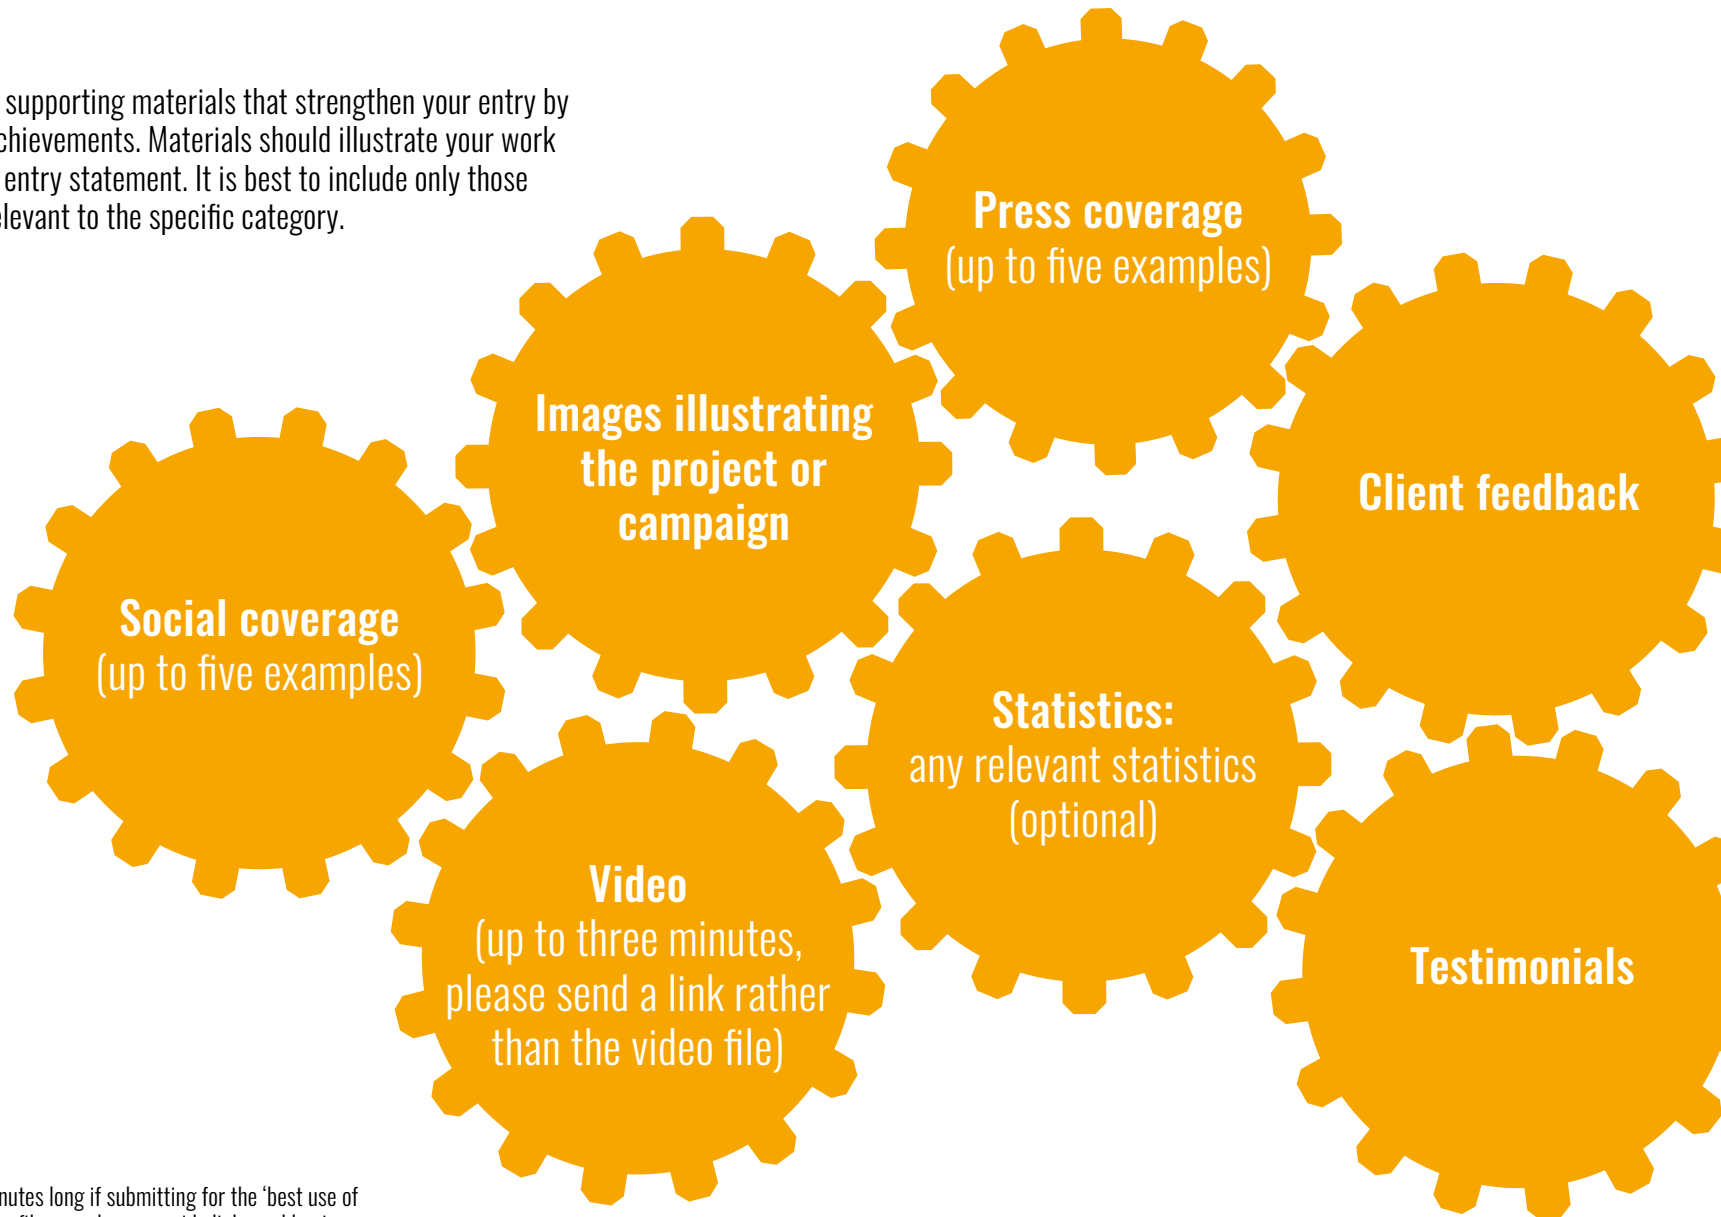 supporting materials that strengthen your entry by
chievements. Materials should illustrate your work
entry statement. It is best to include only those
elevant to the specific category.
Press coverage
(up to five examples)
Images illustrating
the project or
campaign
Client feedback
Social coverage
(up to five examples)
Statistics:
any relevant statistics
(optional)
Video
(up to three minutes,
please send a link rather
than the video file)
Testimonials
nutes long if submitting for the ‘best use of